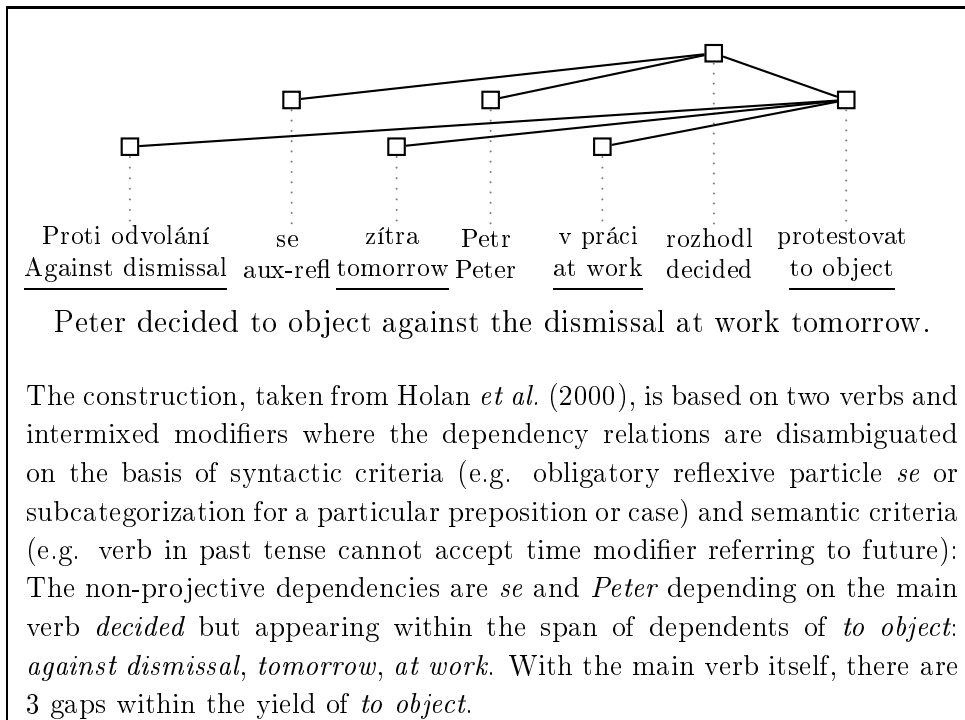 Proti odvolání se zítra Petr v práci rozhodl protestovat
Against dismissal aux-refl tomorrow Peter at work decided to object
Peter decided to object against the dismissal at work tomorrow.
The construction, taken from Holan et al. (2000), is based on two verbs and
intermixed modifiers where the dependency relations are disambiguated
on the basis of syntactic criteria (e.g. obligatory reflexive particle se or
subcategorization for a particular preposition or case) and semantic criteria
(e.g. verb in past tense cannot accept time modifier referring to future):
The non-projective dependencies are se and Peter depending on the main
verb decided but appearing within the span of dependents of to object:
against dismissal, tomorrow, at work. With the main verb itself, there are
3 gaps within the yield of to object.